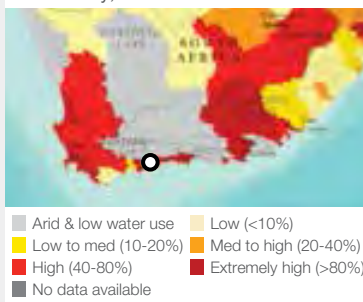 SOUTH
AFRICA
Arid & low water use
Low (<10%)
Low to med (10-20%)
Med to high (20-40%)
High (40-80%)
Extremely high (>80%)
No data available